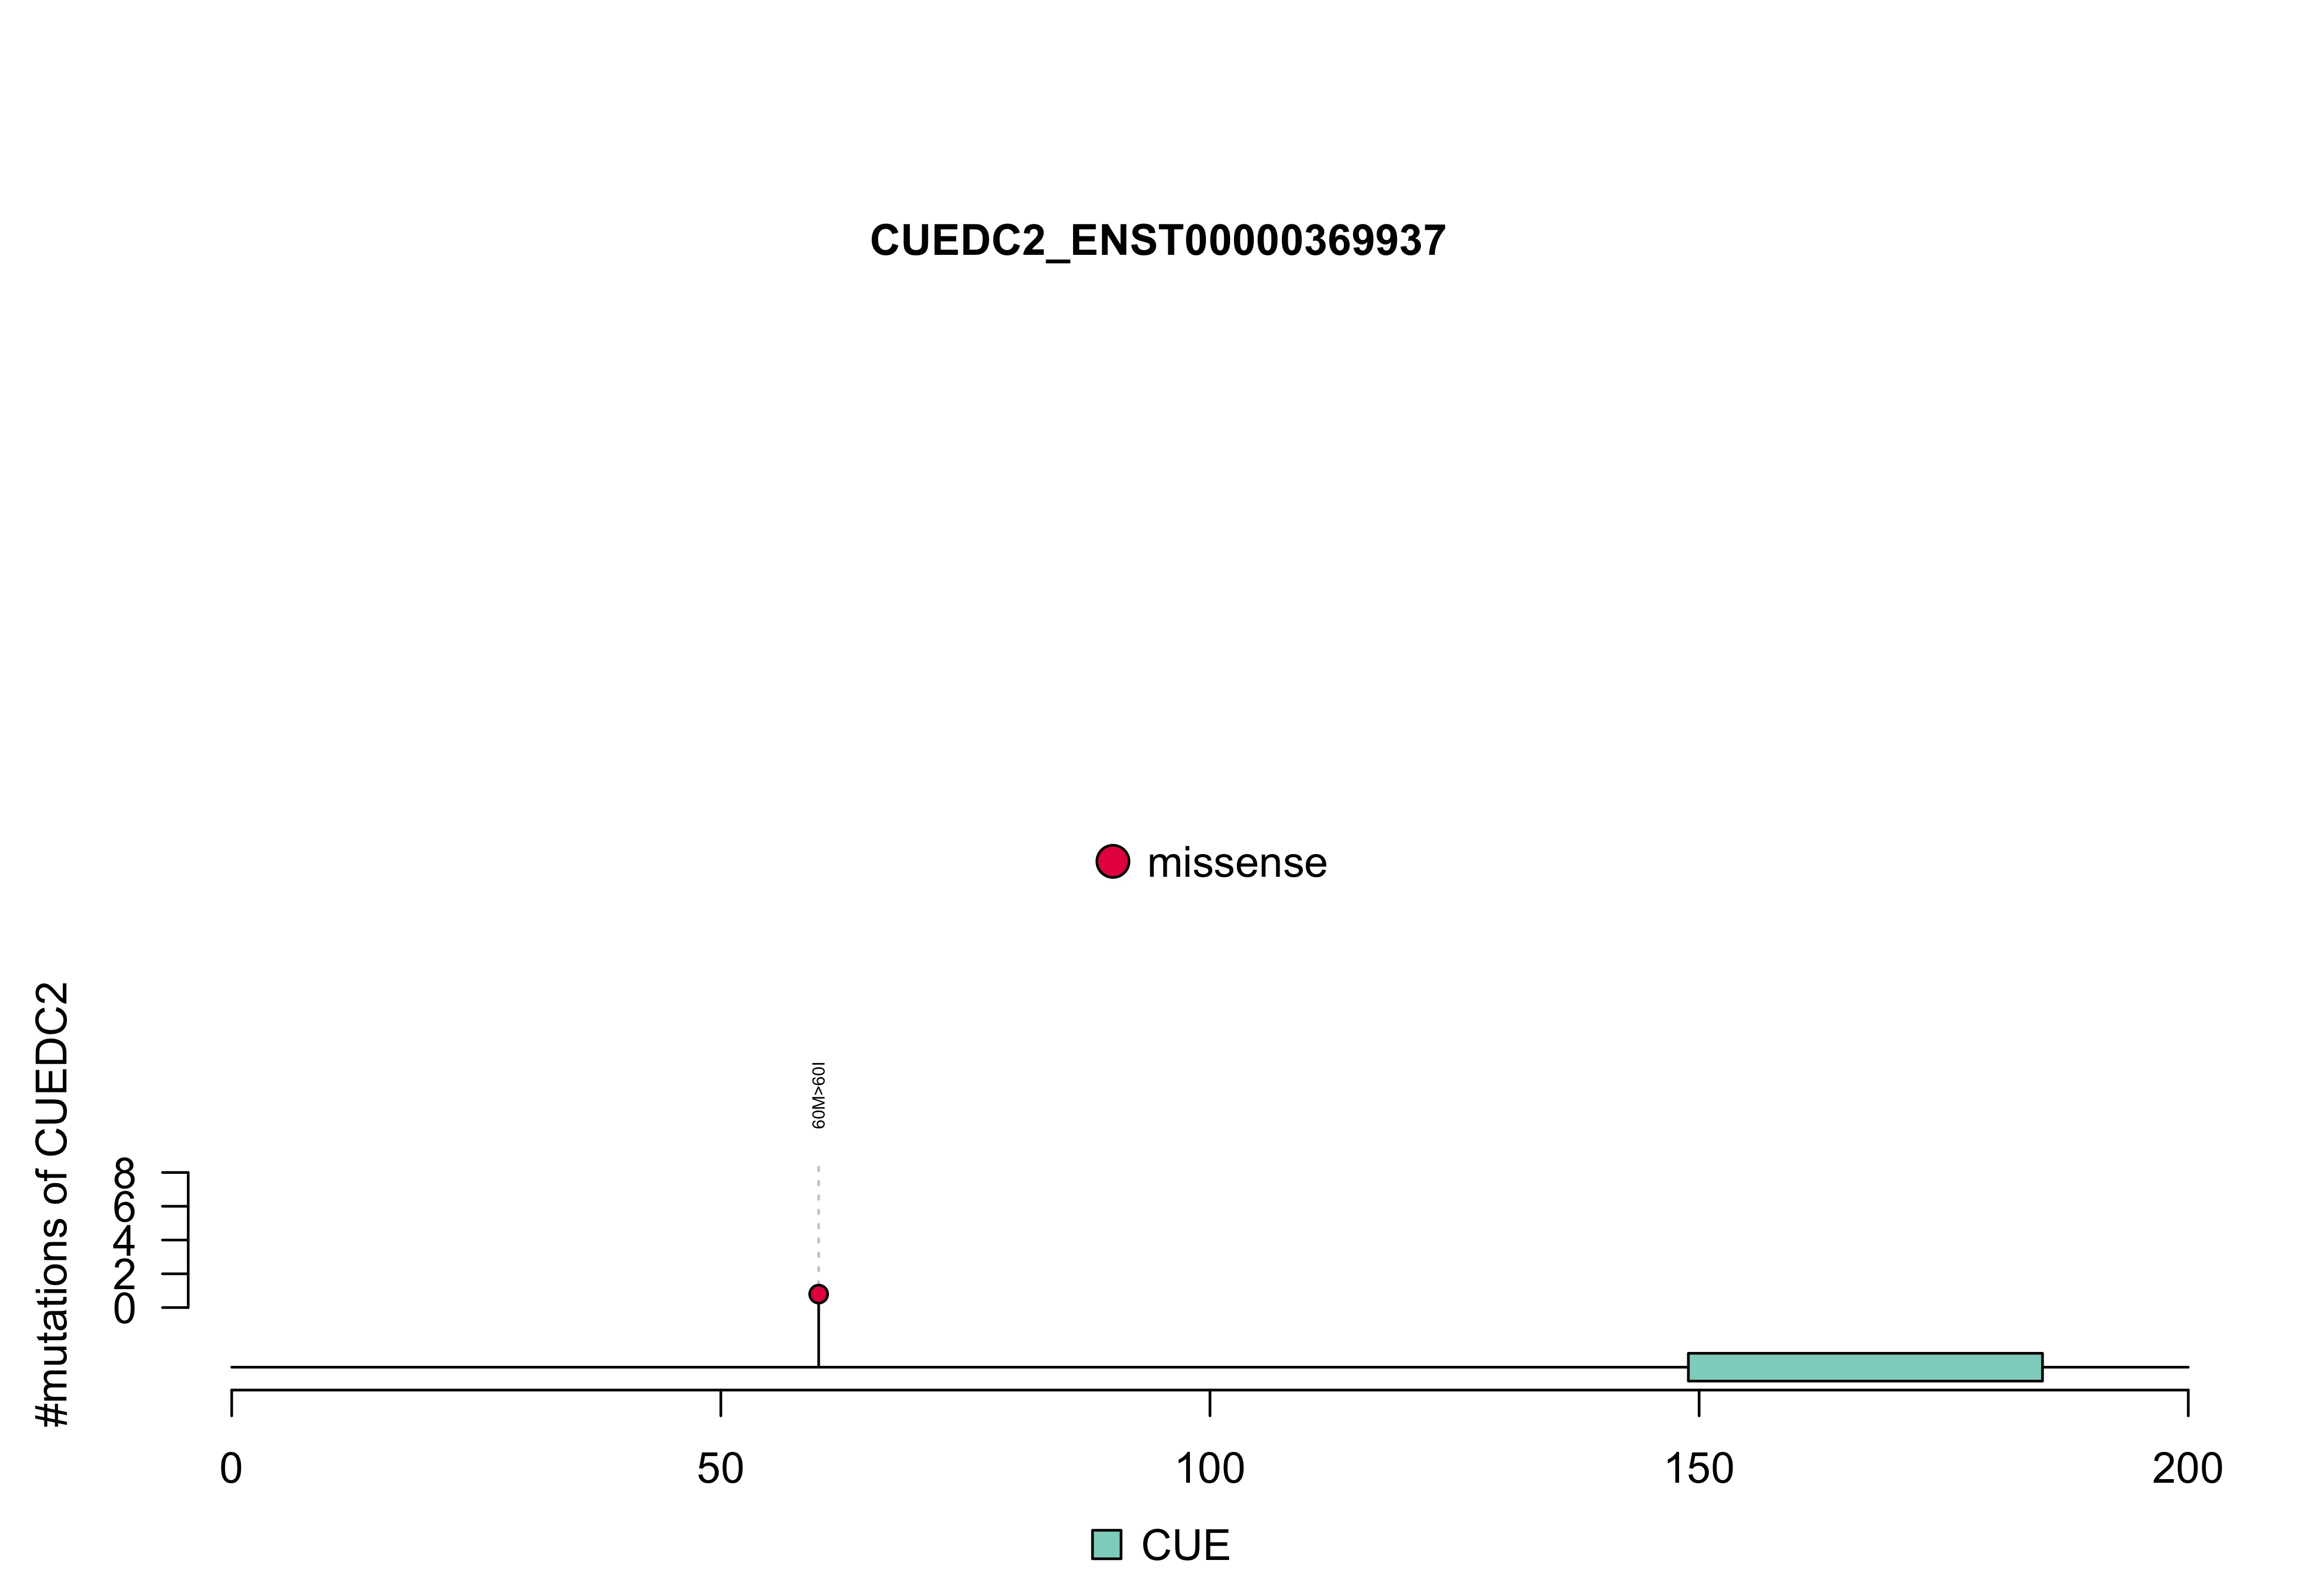 CUEDC2_ENST00000369937
missense
#mutations of CUEDC2
60M>60I
8
6
4
2
0
0 50 100 150 200
CUE